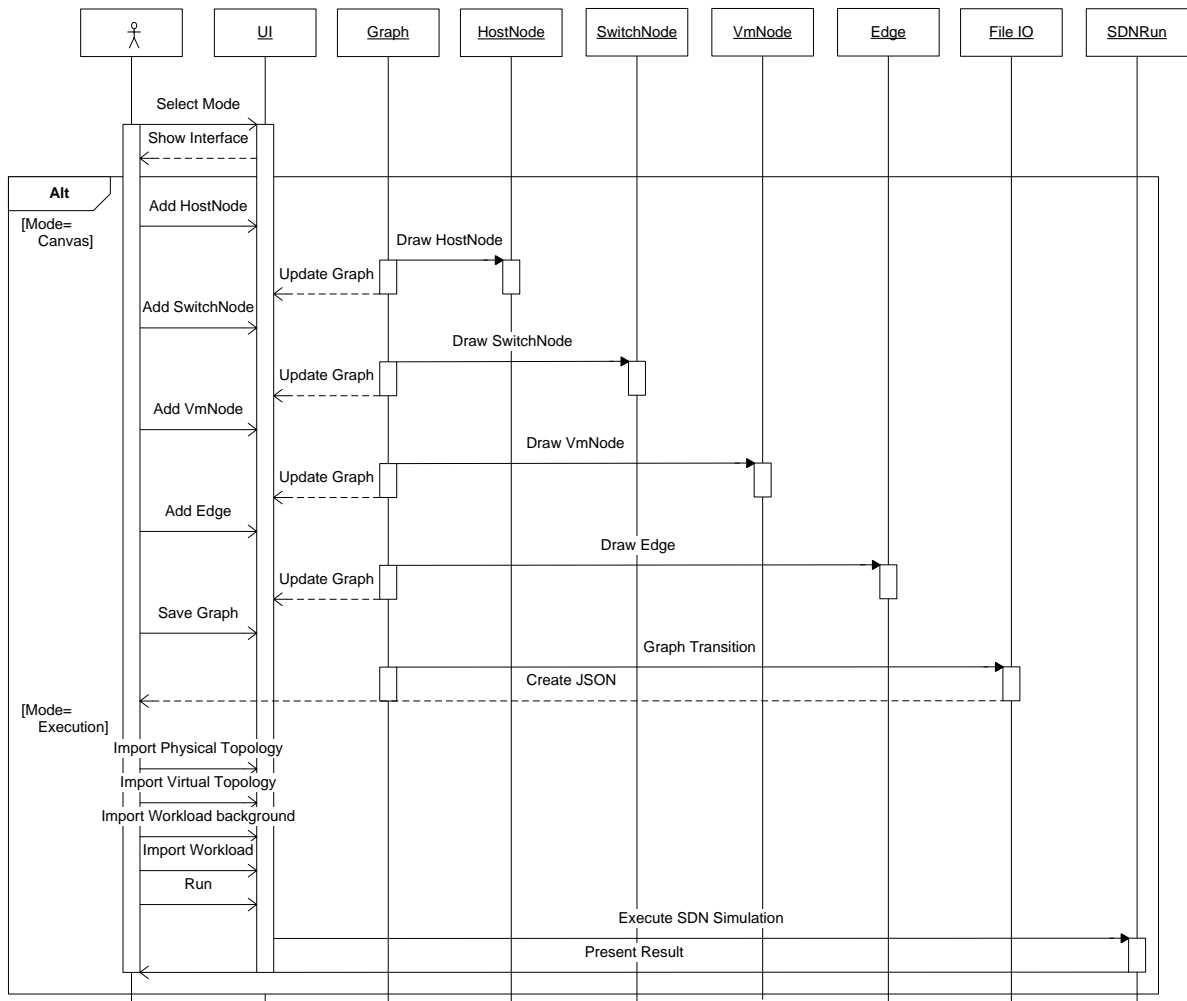 UI
Graph
HostNode
SwitchNode
VmNode
Edge
File IO
SDNRun
Select Mode
Show Interface
Alt
[Mode=
Canvas]
Add HostNode
Draw HostNode
Update Graph
Add SwitchNode
Draw SwitchNode
Update Graph
Add VmNode
Draw VmNode
Update Graph
Add Edge
Draw Edge
Update Graph
Save Graph
Graph Transition
Create JSON
[Mode=
Execution]
Import Physical Topology
Import Virtual Topology
Import Workload background
Import Workload
Run
Execute SDN Simulation
Present Result